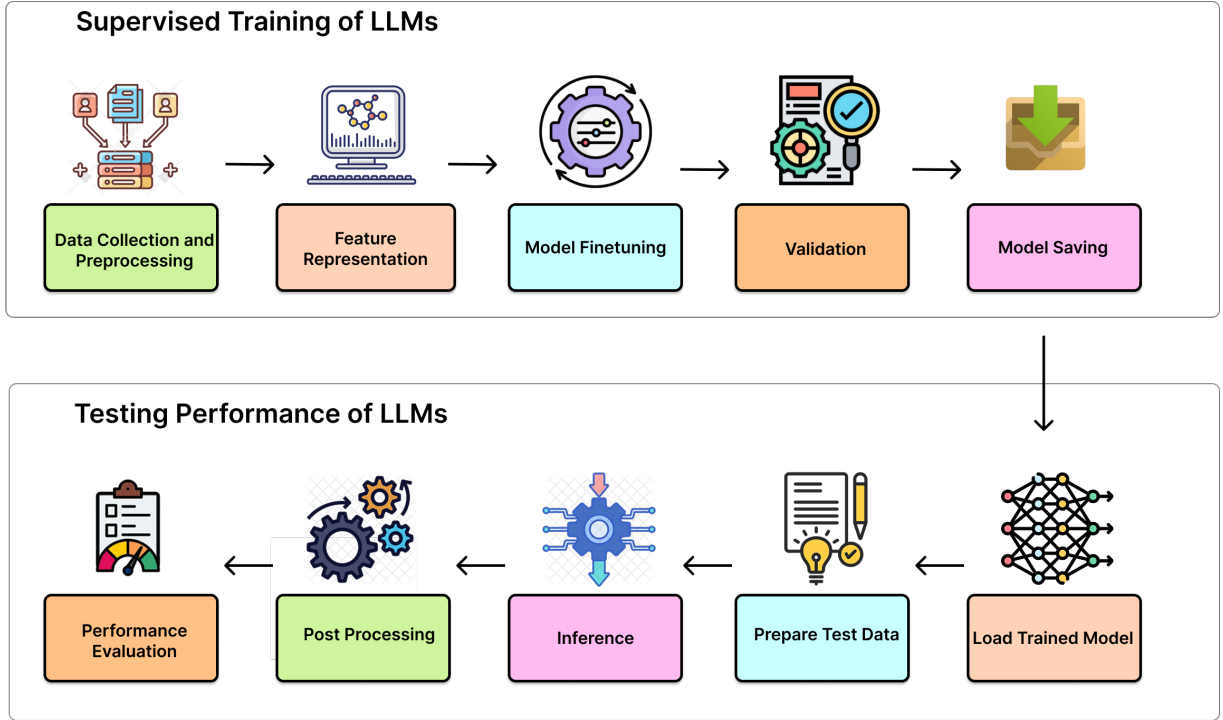 Supervised Training of LLMs
Data Collection and
Preprocessing
Feature
Representation
Model Finetuning
Validation
Model Saving
Testing Performance of LLMs
Performance
Evaluation
Post Processing
Inference
Prepare Test Data
Load Trained Model